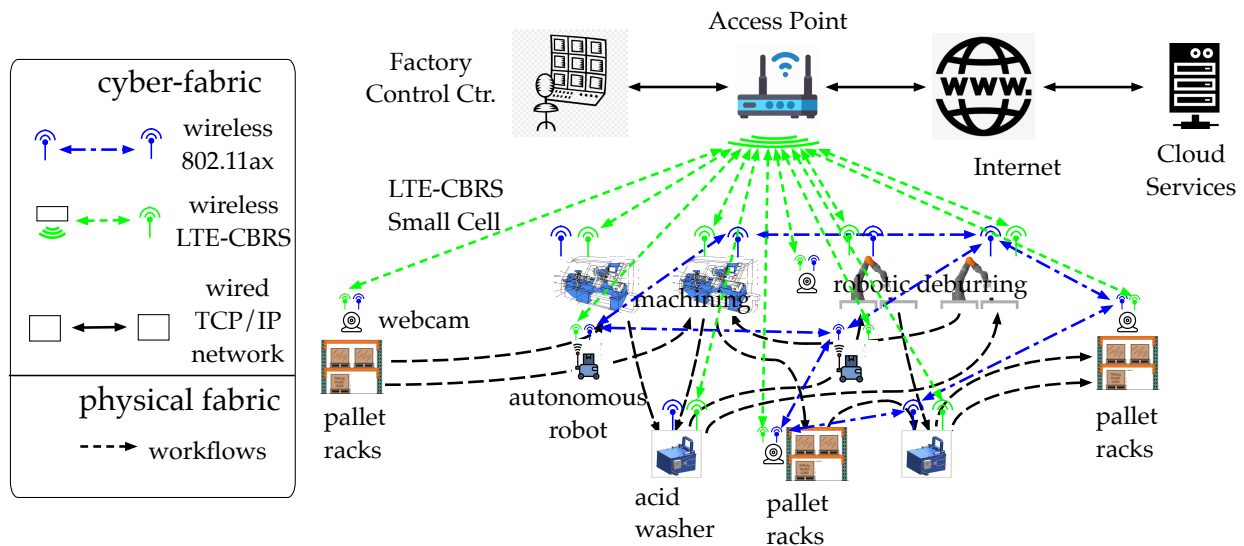 Access Point
Factory
Control Ctr.
WWW.
Internet
Cloud
Services
cyber-fabric
wireless
802.11ax
wireless
LTE-CBRS
wired
TCP/IP
network
physical fabric
workflows
LTE-CBRS
Small Cell
machining
robotic deburring
webcam
pallet
racks
autonomous
robot
acid
washer
pallet
racks
pallet
racks